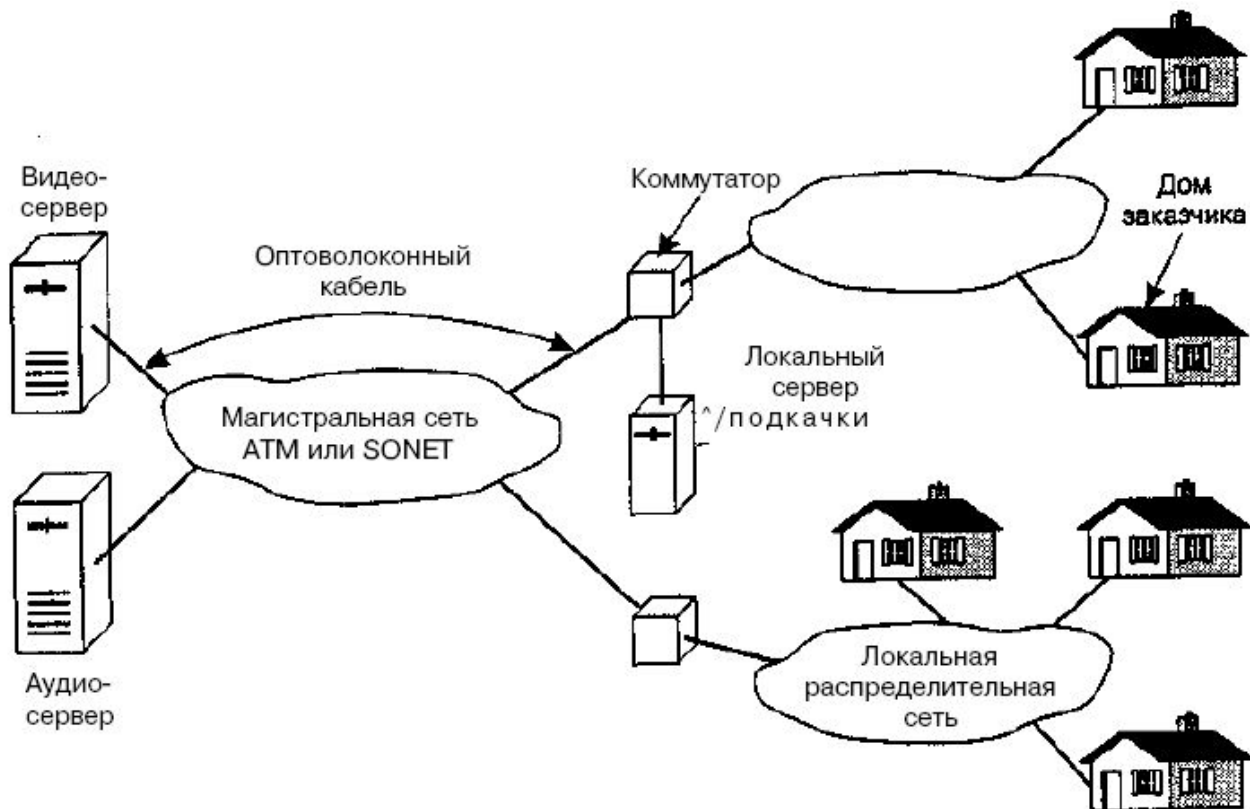 Видео-
сервер
Оптоволоконный
кабель
Коммутатор
Дом
заказчика
Магистральная сеть
ATM или SONET
Локальный
сервер
^/подкачки
Аудио-
сервер
Локальная
распределительная
сеть